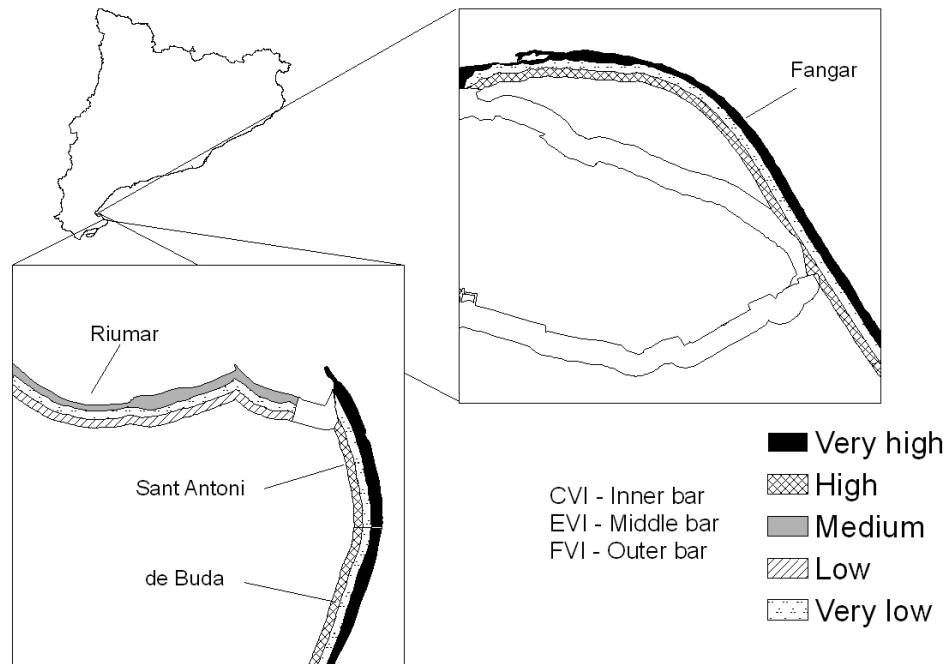 Fangar
Riumar
Sant Antoni
de Buda
CVI - Inner bar
EVI - Middle bar
FVI - Outer bar
Very high
High
Medium
Low
Very low